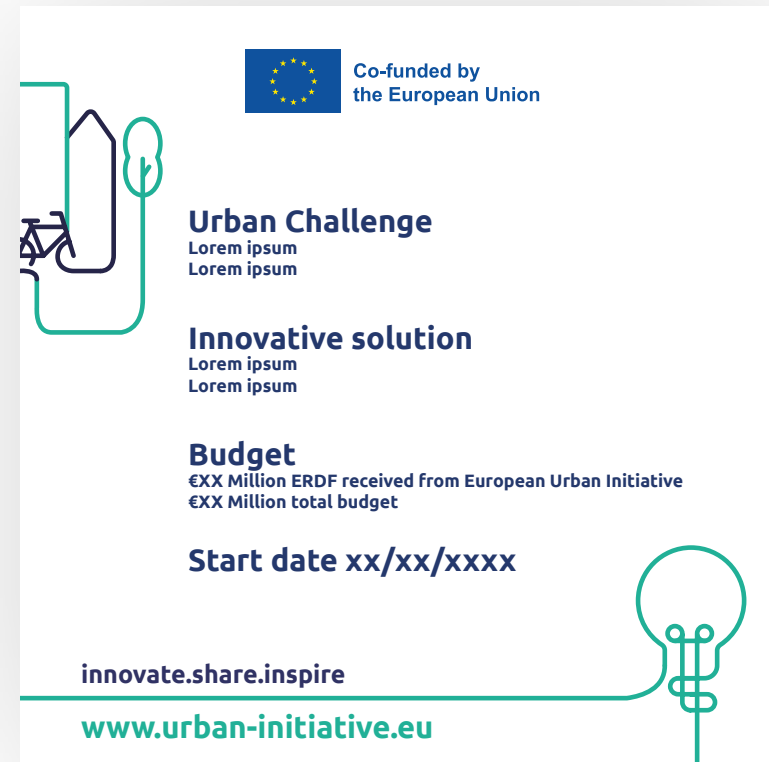 Co-funded by
the European Union
Urban Challenge
Lorem ipsum
Lorem ipsum
Innovative solution
Lorem ipsum
Lorem ipsum
Budget
€XX Million ERDF received from European Urban Initiative
€XX Million total budget
Start date xx/xx/xxxx
innovate.share.inspire
www.urban-initiative.eu